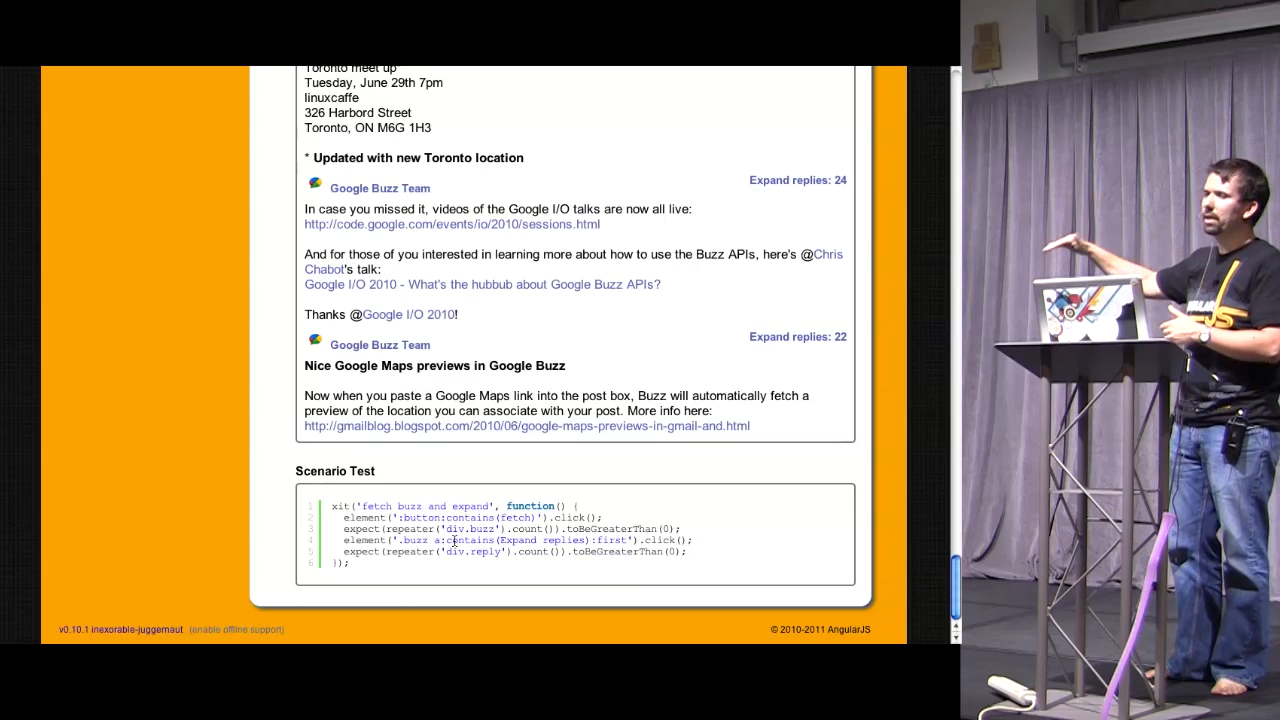 Toronto meet up
Tuesday, June 29th 7pm
linuxcaffe
326 Harbord Street
Toronto, ON M6G 1H3
* Updated with new Toronto location
Google Buzz Team
Expand replies: 24
In case you missed it, videos of the Google I/O talks are now all live:
http://code.google.com/events/io/2010/sessions.html
And for those of you interested in learning more about how to use the Buzz APIs, here's @Chris
Chabot's talk:
Google I/O 2010 - What's the hubbub about Google Buzz APIs?
Thanks @Google I/O 2010!
Google Buzz Team
Expand replies: 22
Nice Google Maps previews in Google Buzz
Now when you paste a Google Maps link into the post box, Buzz will automatically fetch a
preview of the location you can associate with your post. More info here:
http://gmailblog.blogspot.com/2010/06/google-maps-previews-in-gmail-and.html
Scenario Test
1 xit('fetch buzz and expand', function() {
2 element(':button:contains(fetch)').click();
3 expect(repeater('div.buzz').count()).toBeGreaterThan(0);
4 element('.buzz a:contains(Expand replies):first').click();
5 expect(repeater('div.reply').count()).toBeGreaterThan(0);
6 });
v0.10.1 inexorable-juggernaut (enable offline support)
© 2010-2011 AngularJS